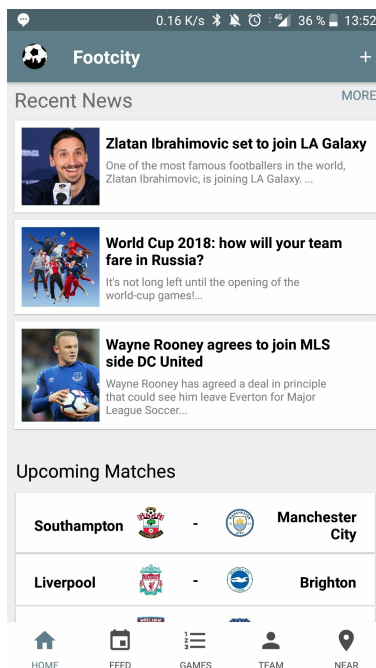 0.16 K/s 4G 36 % 13:52
Footcity +
Recent News MORE
Zlatan Ibrahimovic set to join LA Galaxy
One of the most famous footballers in the world,
Zlatan Ibrahimovic, is joining LA Galaxy. ...
World Cup 2018: how will your team
fare in Russia?
It's not long left until the opening of the
world-cup games!...
Wayne Rooney agrees to join MLS
side DC United
Wayne Rooney has agreed a deal in principle
that could see him leave Everton for Major
League Soccer...
Upcoming Matches
Southampton - Manchester
City
Liverpool - Brighton
HOME FEED GAMES TEAM NEAR